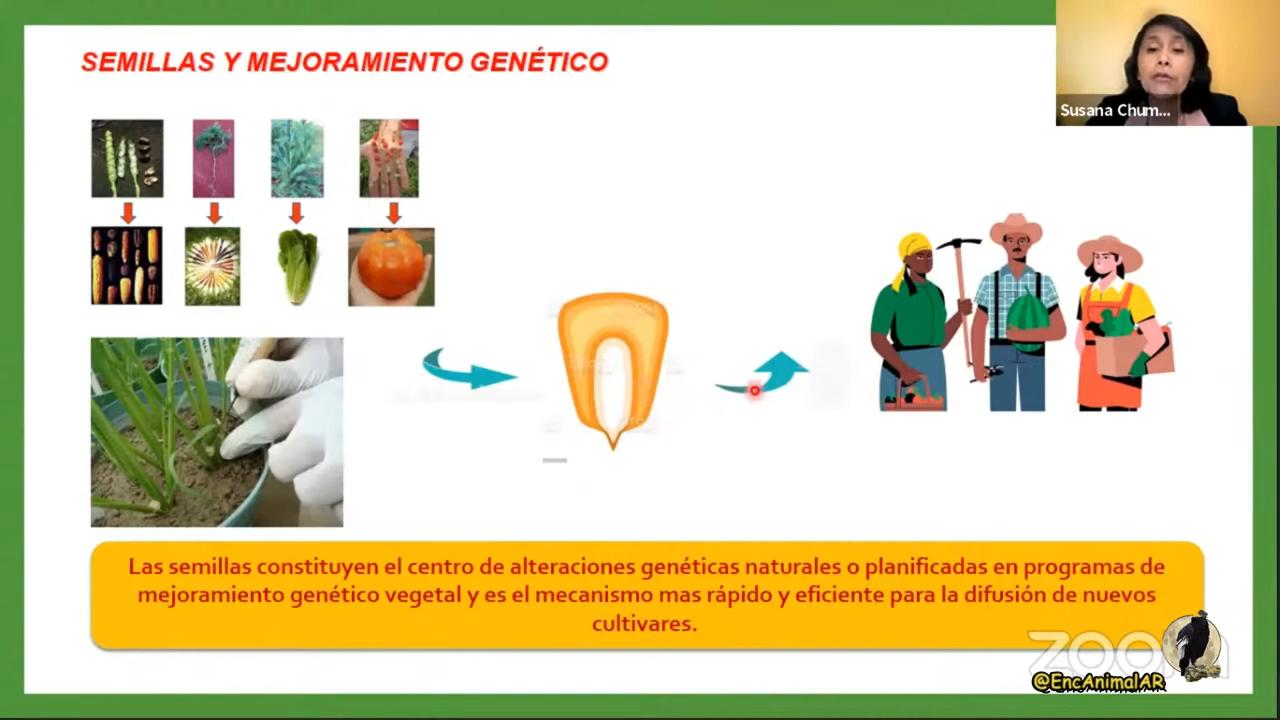 SEMILLAS Y MEJORAMIENTO GENÉTICO
Susana Chum...
Las semillas constituyen el centro de alteraciones genéticas naturales o planificadas en programas de
mejoramiento genético vegetal y es el mecanismo mas rápido y eficiente para la difusión de nuevos
cultivares.
zoom
@EncAnimalAR